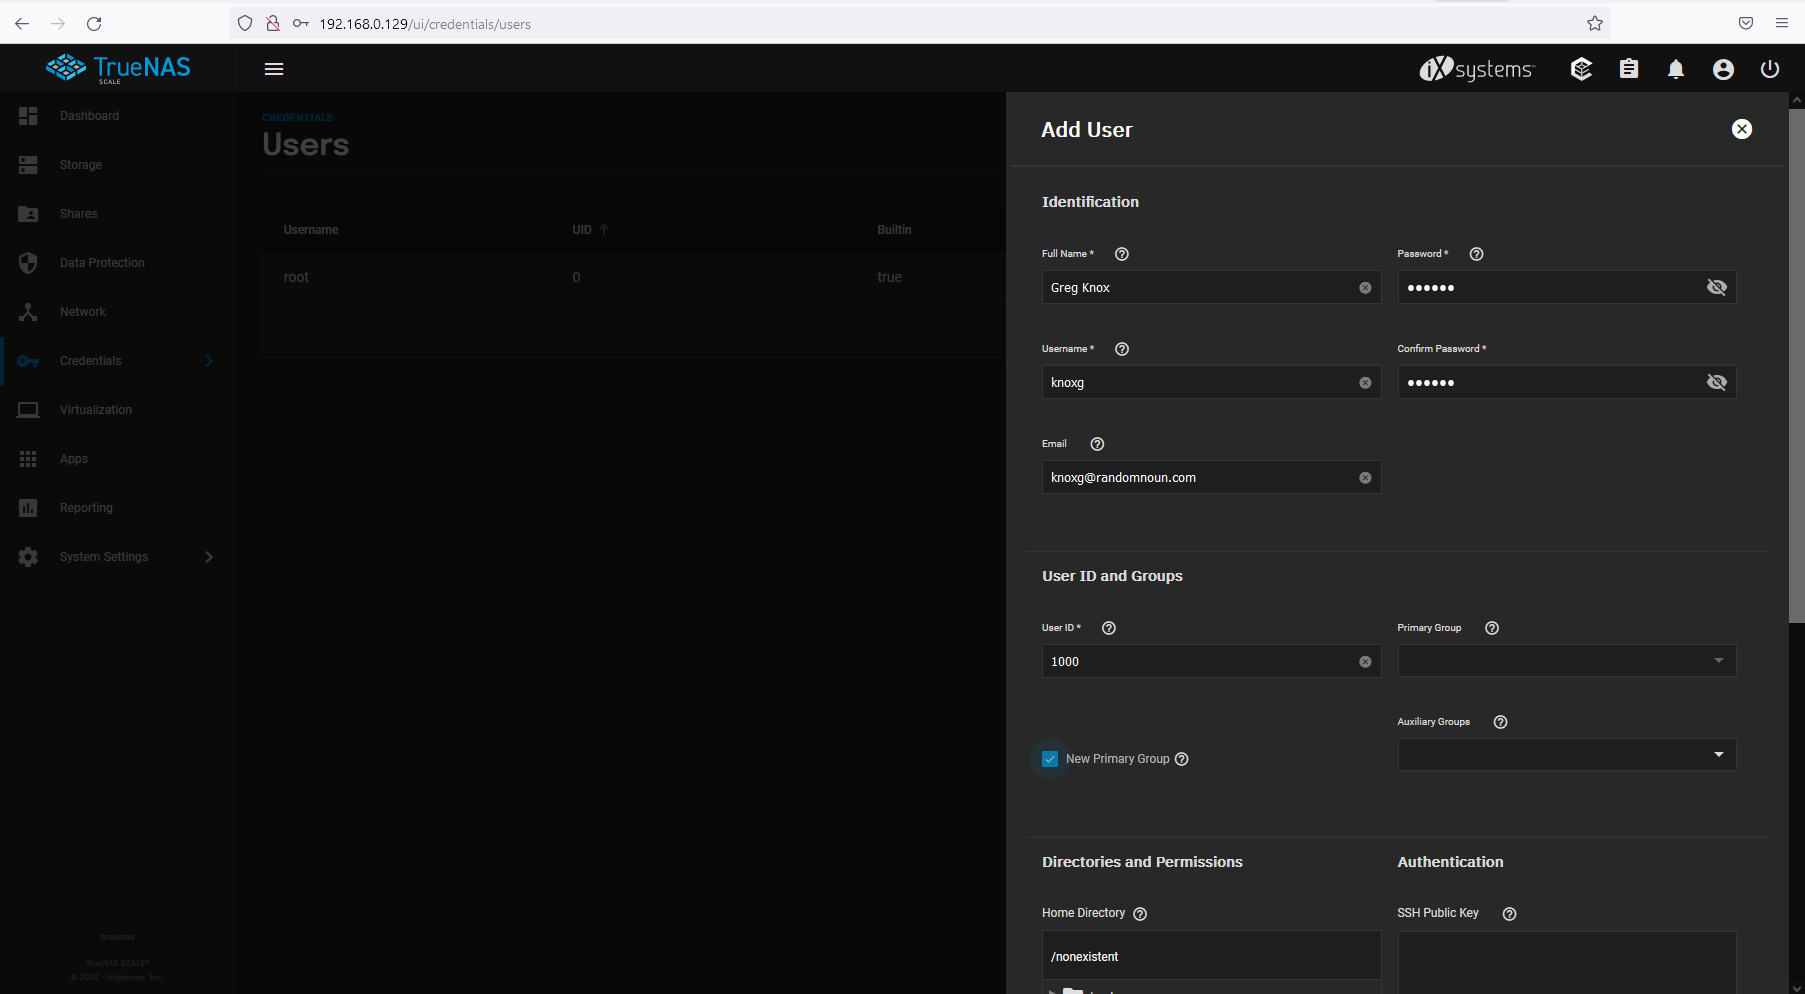 192.168.0.129/ui/credentials/users
TrueNAS
SCALE
iXsystems
Dashboard
Storage
Shares
Data Protection
Network
Credentials
Virtualization
Apps
Reporting
System Settings
truenas
TrueNAS SCALE®
© 2022 - iXsystems, Inc.
CREDENTIALS
Users
Username UID Builtin
root 0 true
Add User
Identification
Full Name * Password *
Greg Knox ••••••
Username * Confirm Password *
knoxg ••••••
Email
knoxg@randomnoun.com
User ID and Groups
User ID * Primary Group
1000
Auxiliary Groups
New Primary Group
Directories and Permissions Authentication
Home Directory SSH Public Key
/nonexistent